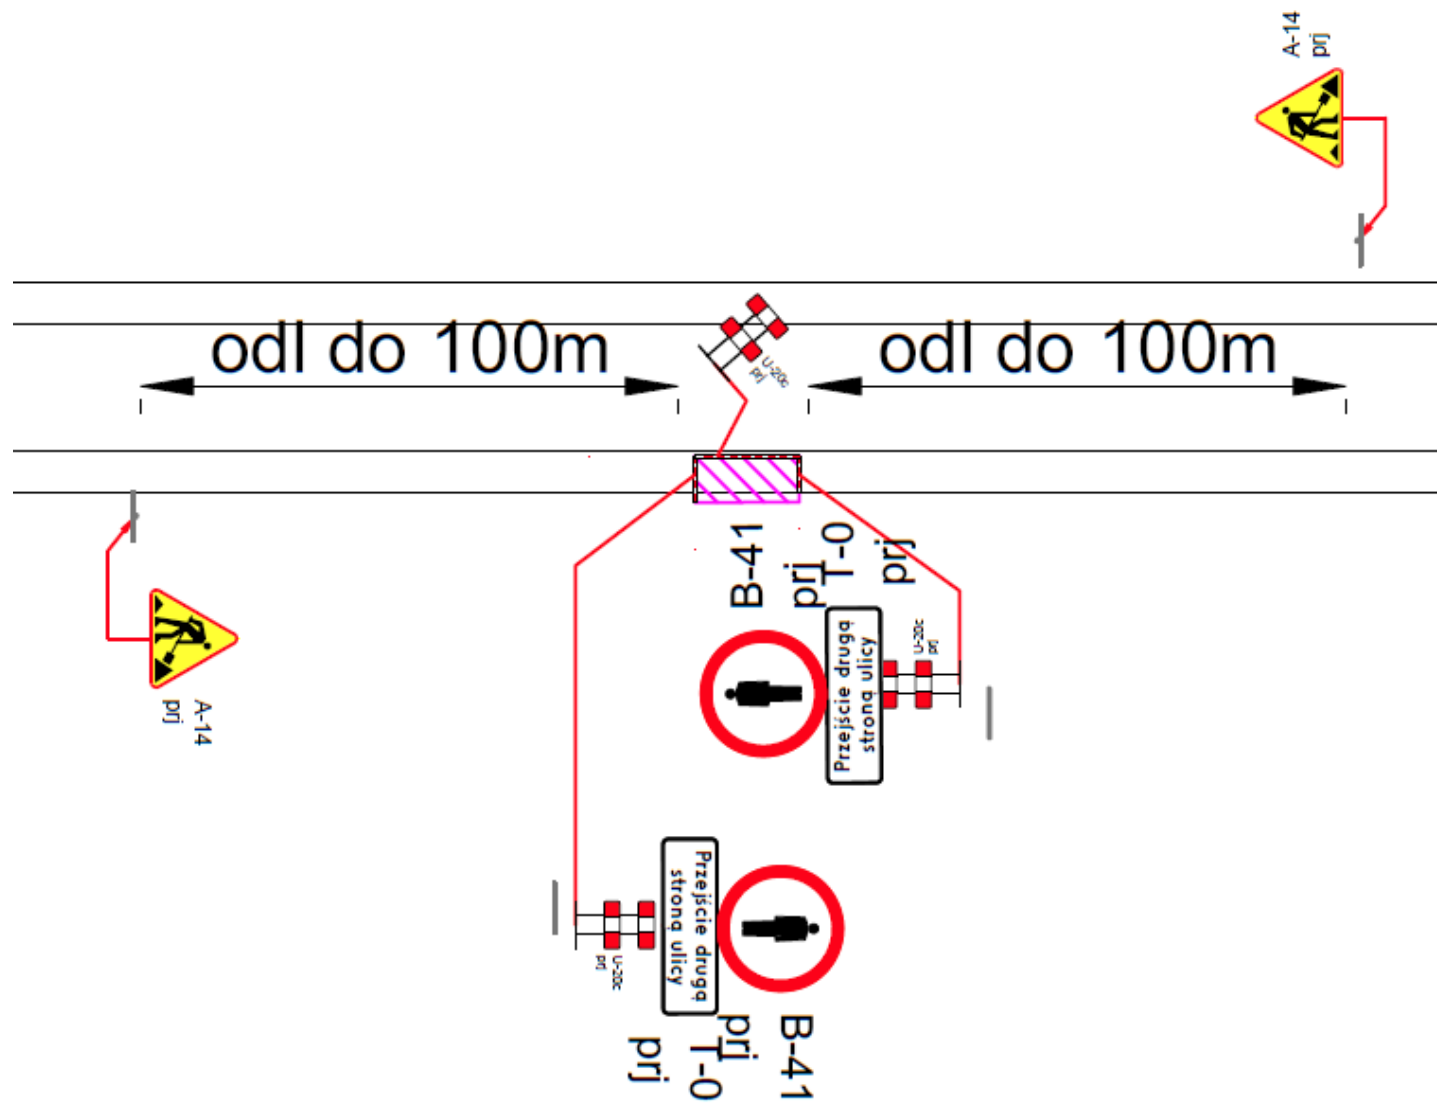 A-14
prj
odl do 100m
odl do 100m
U-20c
prj
B-41
prj
T-0
prj
Przejście drugą
stroną ulicy
U-20c
prj
A-14
prj
Przejście drugą
stroną ulicy
U-20c
prj
B-41
prj
T-0
prj